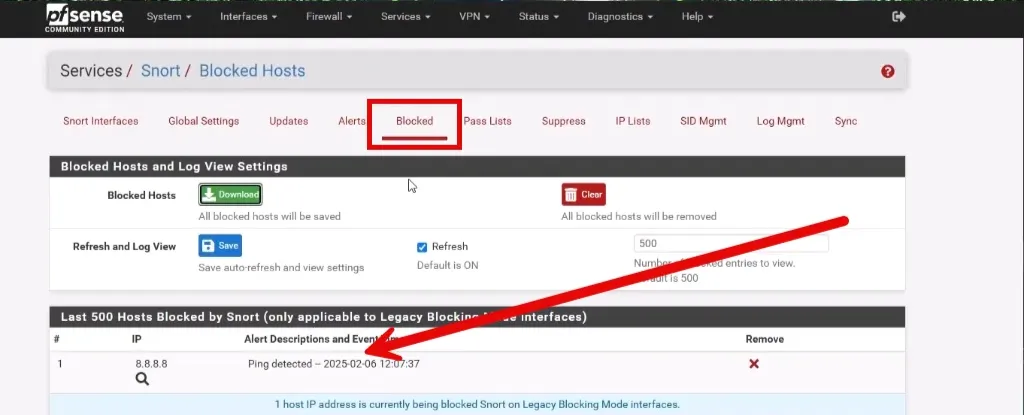 pfsense System Interfaces Firewall Services VPN Status Diagnostics Help
COMMUNITY EDITION
Services / Snort / Blocked Hosts
Snort Interfaces Global Settings Updates Alerts Blocked Pass Lists Suppress IP Lists SID Mgmt Log Mgmt Sync
Blocked Hosts and Log View Settings
Blocked Hosts Download Clear
All blocked hosts will be saved All blocked hosts will be removed
Refresh and Log View Save Refresh 500
Save auto-refresh and view settings Default is ON Number of blocked entries to view.
Default is 500
Last 500 Hosts Blocked by Snort (only applicable to Legacy Blocking Mode interfaces)
# IP Alert Descriptions and Event Times Remove
1 8.8.8.8 Ping detected -- 2025-02-06 12:07:37
1 host IP address is currently being blocked Snort on Legacy Blocking Mode interfaces.